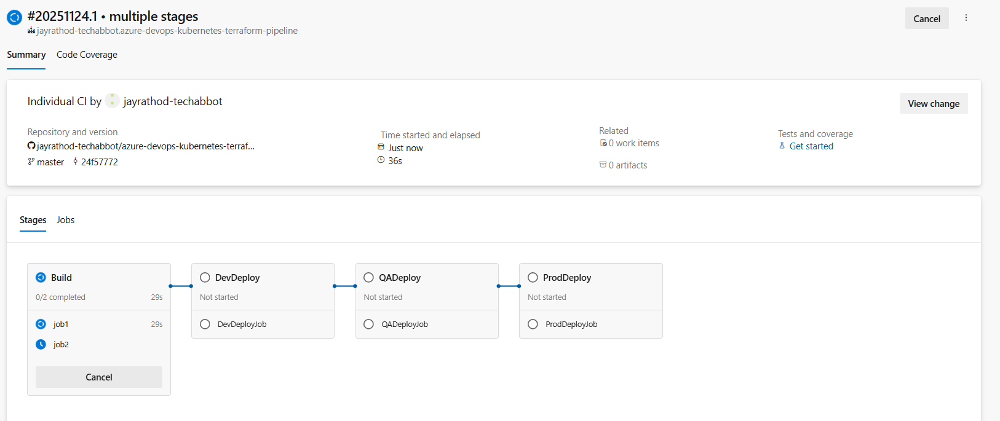 #20251124.1 • multiple stages
jayrathod-techabbot.azure-devops-kubernetes-terraform-pipeline
Cancel
Summary
Code Coverage
Individual CI by jayrathod-techabbot
View change
Repository and version
jayrathod-techabbot/azure-devops-kubernetes-terraf...
master 24f57772
Time started and elapsed
Just now
36s
Related
0 work items
0 artifacts
Tests and coverage
Get started
Stages
Jobs
Build
0/2 completed 29s
job1 29s
job2
Cancel
DevDeploy
Not started
DevDeployJob
QADeploy
Not started
QADeployJob
ProdDeploy
Not started
ProdDeployJob